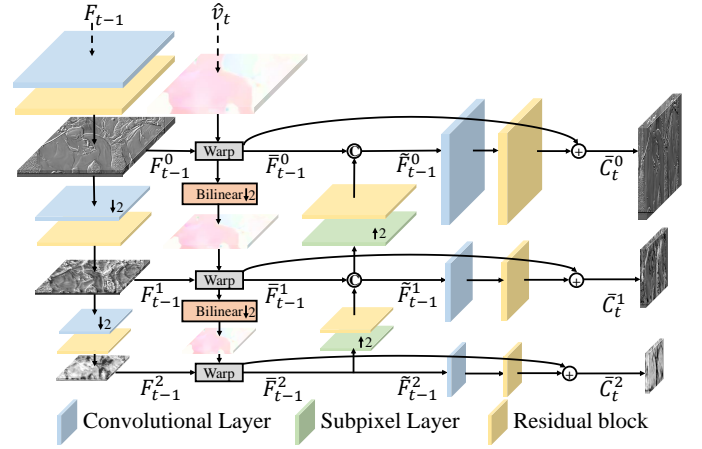 F_{t-1} v̂_t
Warp C +
F^0_{t-1} F̄^0_{t-1} F̃^0_{t-1} C̄^0_t
Bilinear↓2
↓2 ↑2
Warp C +
F^1_{t-1} F̄^1_{t-1} F̃^1_{t-1} C̄^1_t
Bilinear↓2
↓2 ↑2
Warp +
F^2_{t-1} F̄^2_{t-1} F̃^2_{t-1} C̄^2_t
Convolutional Layer Subpixel Layer Residual block